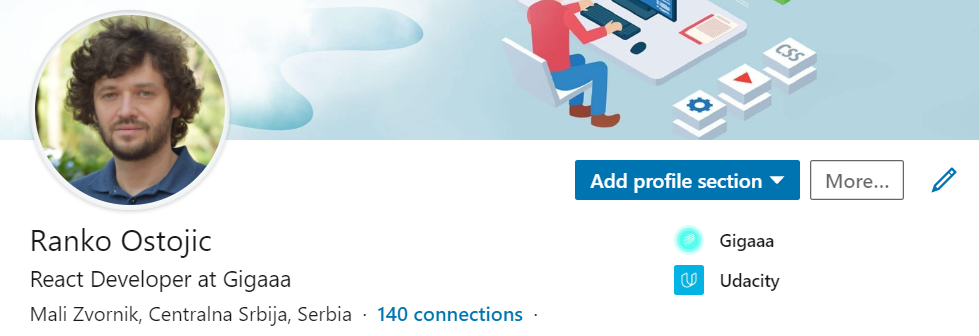 CSS
Add profile section
More...
Ranko Ostojic
React Developer at Gigaaa
Mali Zvornik, Centralna Srbija, Serbia · 140 connections ·
Gigaaa
Udacity